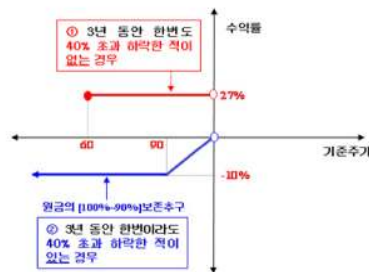 수익률
① 3년 동안 한번도
40% 초과 하락한 적이
없는 경우
27%
60
90
기준주가
-10%
원금의 [100%~90%]보존추구
② 3년 동안 한번이라도
40% 초과 하락한 적이
있는 경우